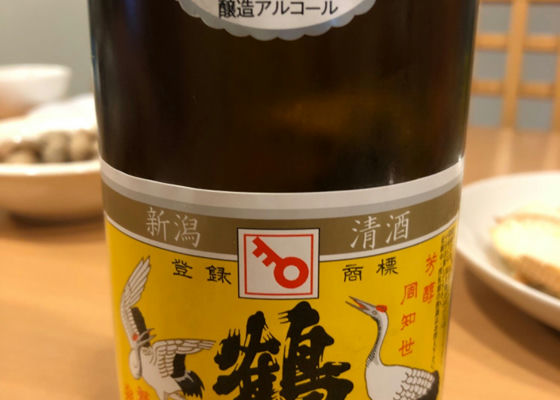 醸造アルコール
新潟 清酒
登録 商標
芳醇
周知世
鶴